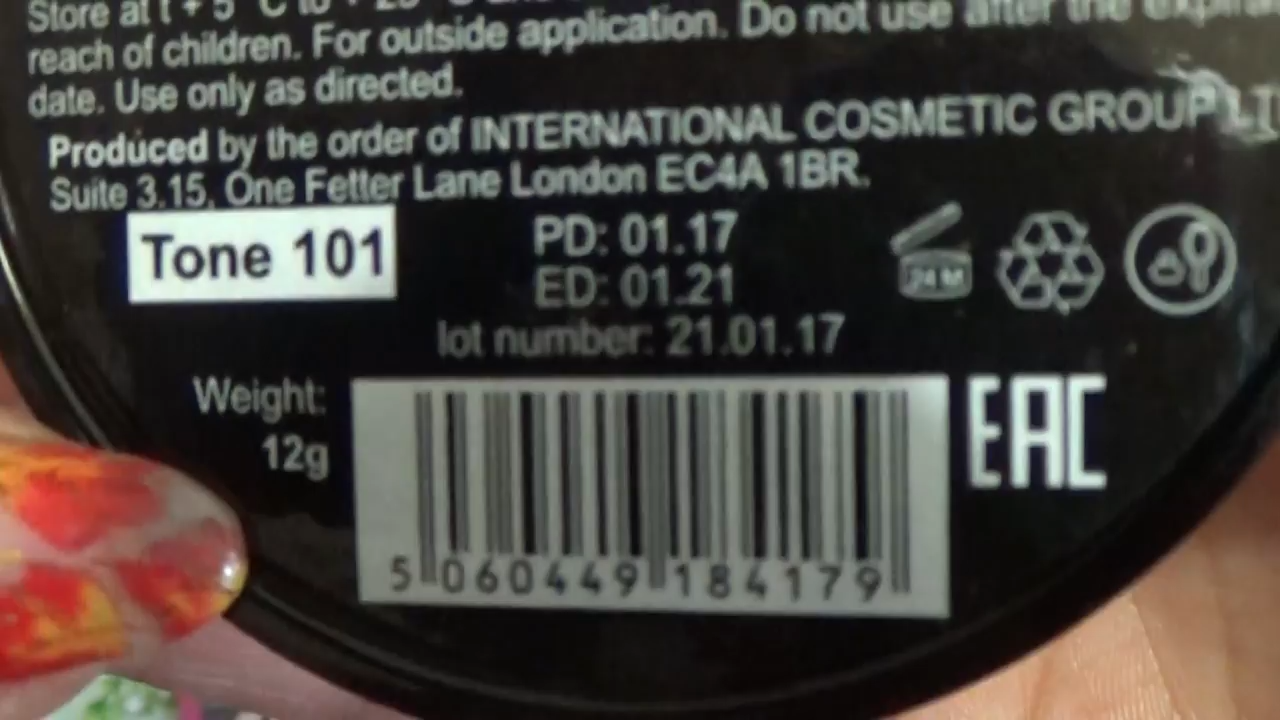 Store at t + 5 °C to + 25 °C
reach of children. For outside application. Do not use after the
date. Use only as directed.
Produced by the order of INTERNATIONAL COSMETIC GROUP
Suite 3.15, One Fetter Lane London EC4A 1BR.
Tone 101
PD: 01.17
ED: 01.21
lot number: 21.01.17
24 M
Weight:
12g
EAC
5 060449 184179